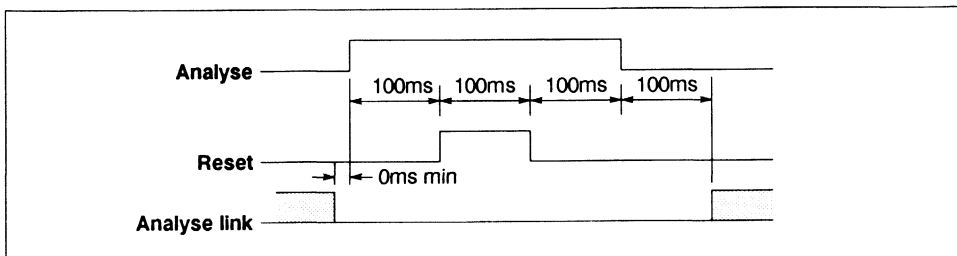 Analyse
100ms 100ms 100ms 100ms
Reset
0ms min
Analyse link